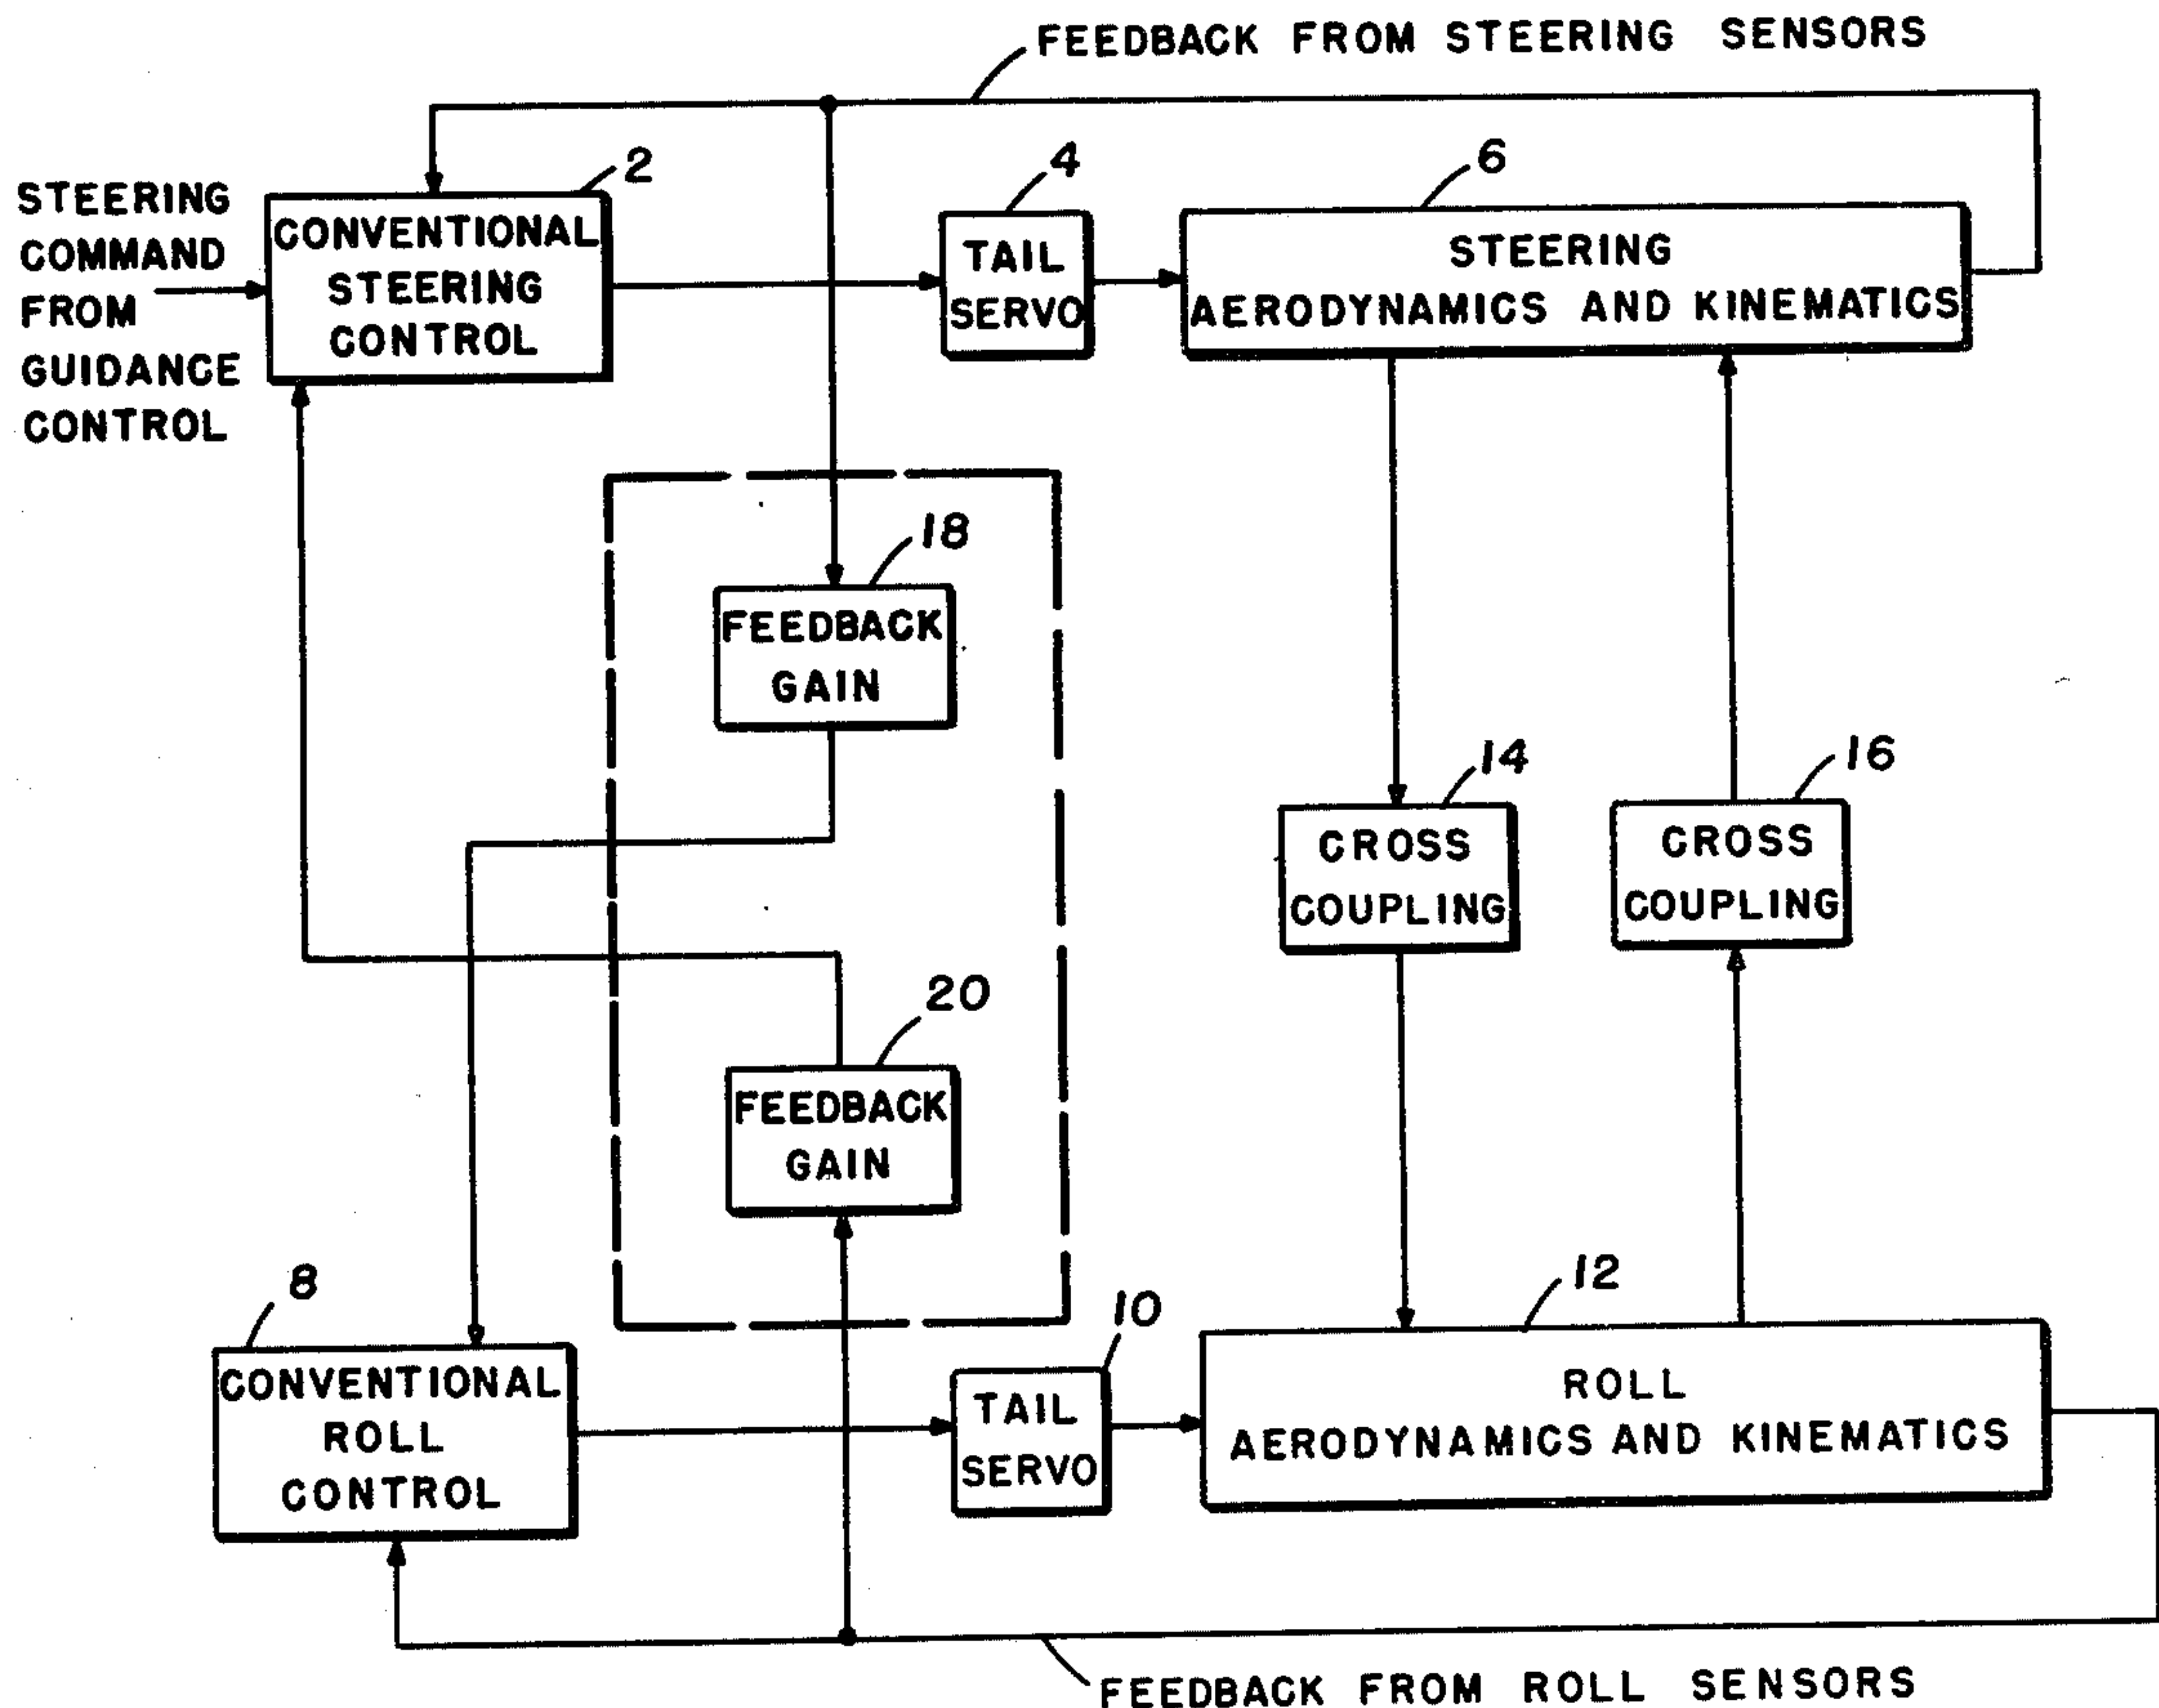 FEEDBACK FROM STEERING SENSORS
STEERING
COMMAND
FROM
GUIDANCE
CONTROL
2
CONVENTIONAL
STEERING
CONTROL
4
TAIL
SERVO
6
STEERING
AERODYNAMICS AND KINEMATICS
18
FEEDBACK
GAIN
14
CROSS
COUPLING
16
CROSS
COUPLING
20
FEEDBACK
GAIN
8
CONVENTIONAL
ROLL
CONTROL
10
TAIL
SERVO
12
ROLL
AERODYNAMICS AND KINEMATICS
FEEDBACK FROM ROLL SENSORS